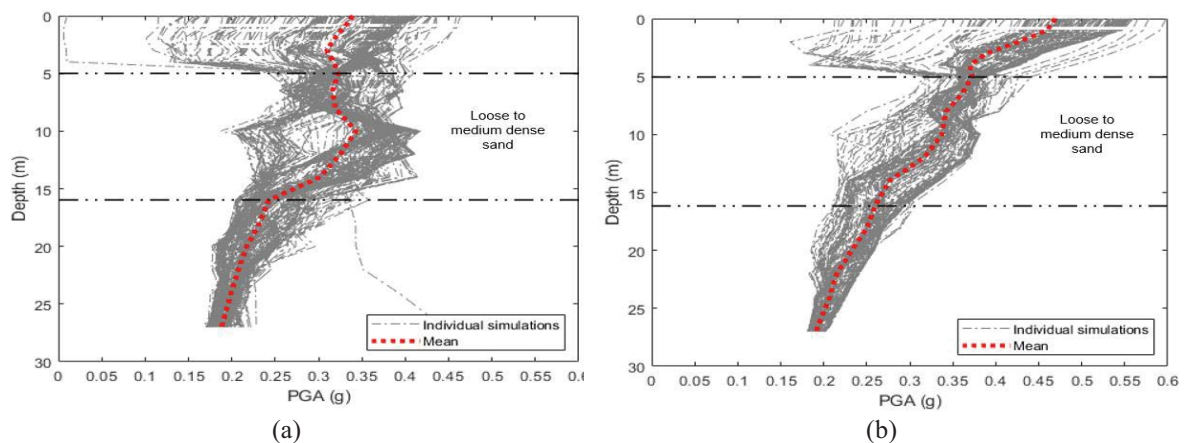 0
5
10
15
20
25
30
Depth (m)
Loose to
medium dense
sand
Individual simulations
Mean
0 0.05 0.1 0.15 0.2 0.25 0.3 0.35 0.4 0.45 0.5 0.55 0.6
PGA (g)
(a)
0
5
10
15
20
25
30
Depth (m)
Loose to
medium dense
sand
Individual simulations
Mean
0 0.05 0.1 0.15 0.2 0.25 0.3 0.35 0.4 0.45 0.5 0.55 0.6
PGA (g)
(b)